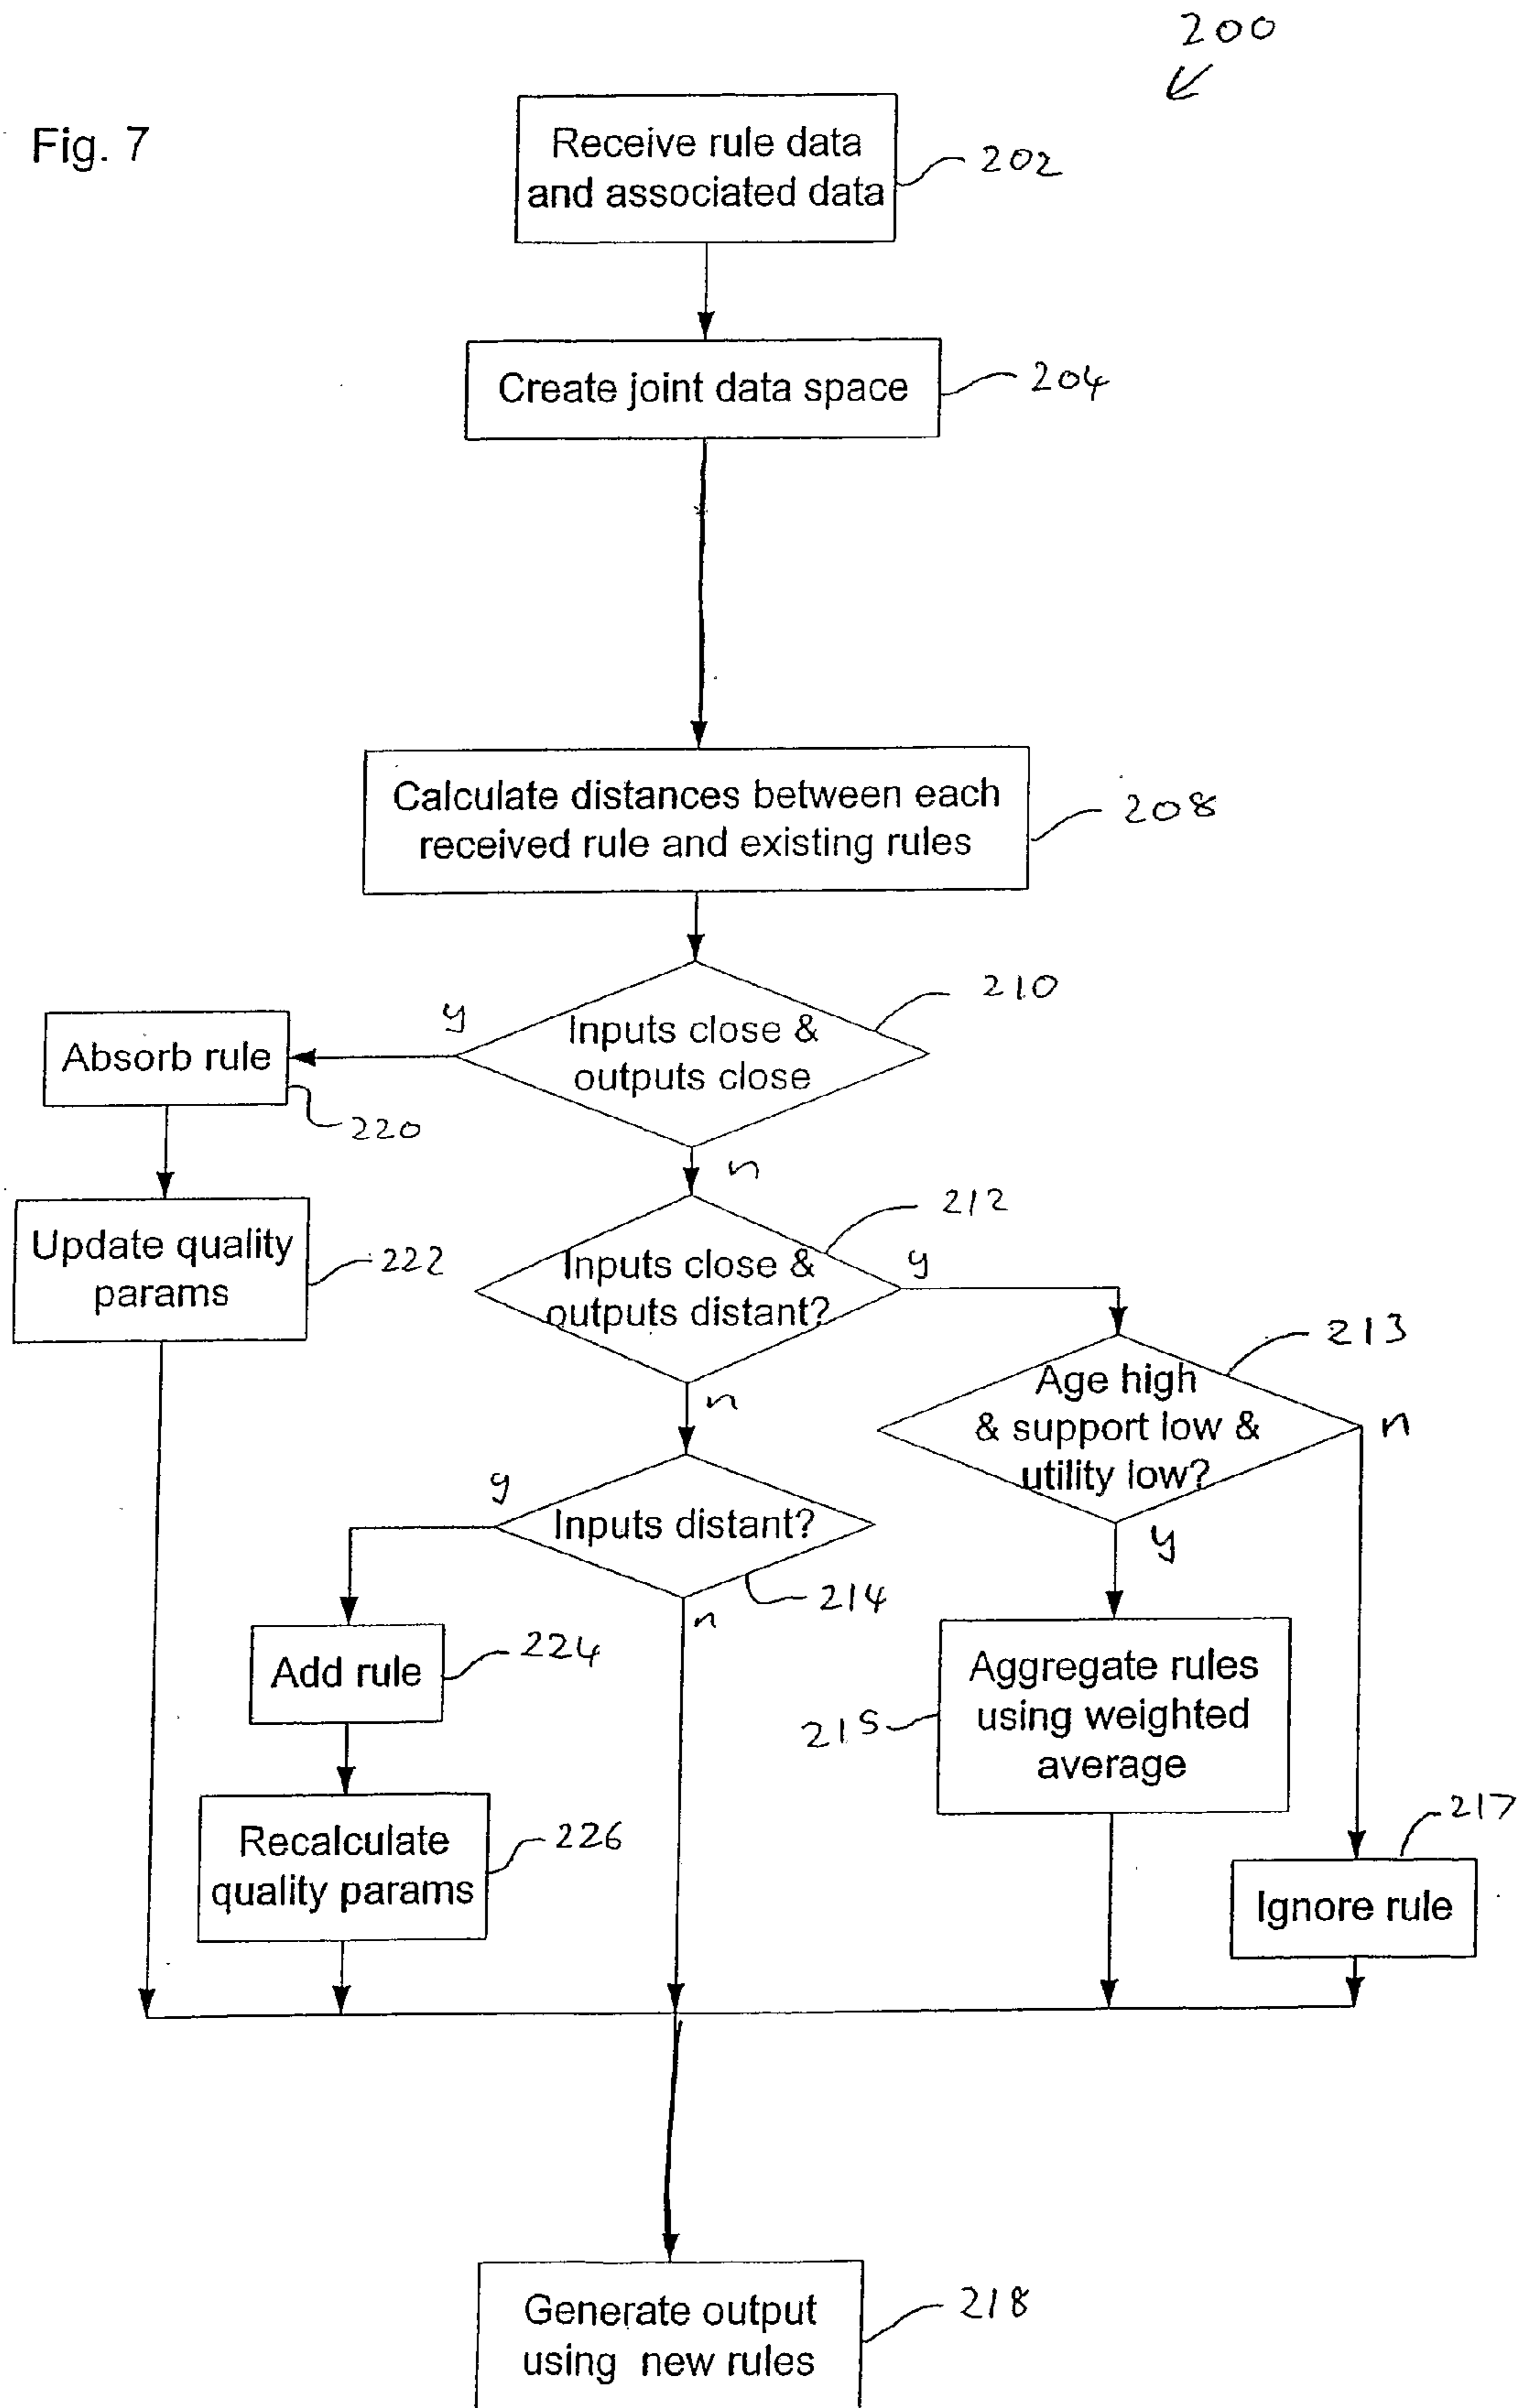 200
Fig. 7
Receive rule data
and associated data
202
Create joint data space
204
Calculate distances between each
received rule and existing rules
208
210
y
Inputs close &
outputs close
Absorb rule
220
n
212
Update quality
params
222
Inputs close &
outputs distant?
y
213
Age high
& support low &
utility low?
n
n
y
Inputs distant?
y
214
n
Add rule
224
Aggregate rules
using weighted
average
215
Recalculate
quality params
226
217
Ignore rule
Generate output
using new rules
218